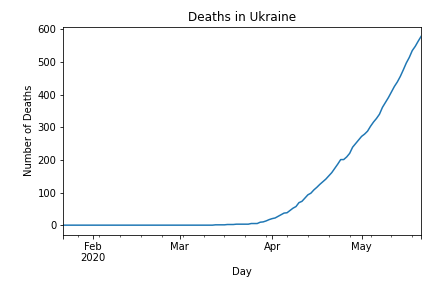 Deaths in Ukraine
600
500
400
300
200
100
0
Number of Deaths
Feb
2020
Mar
Apr
May
Day